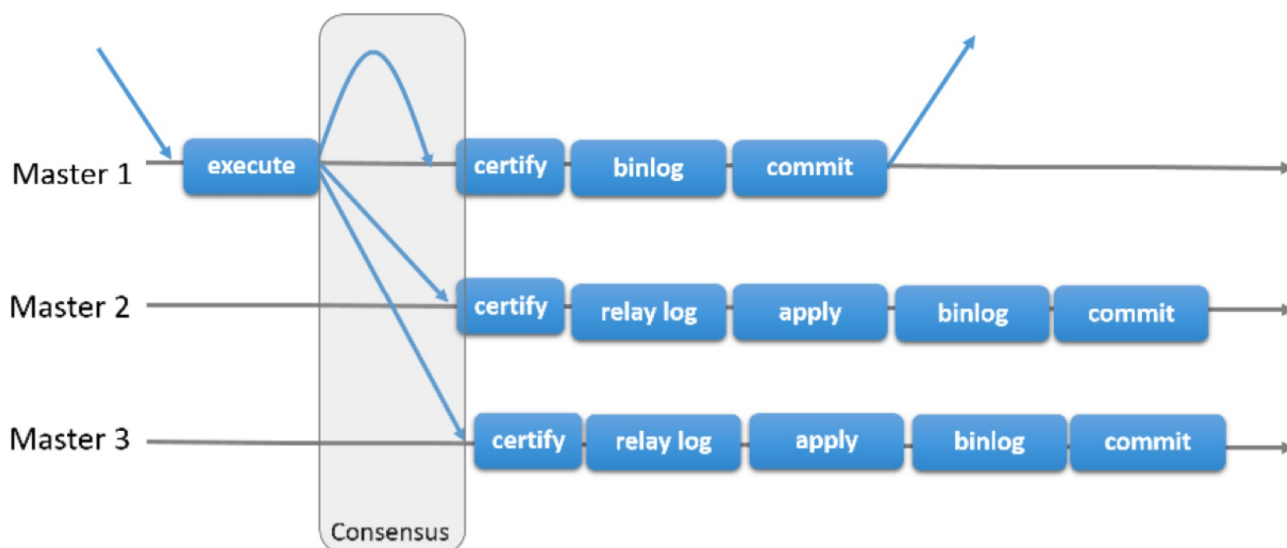 Master 1 execute certify binlog commit
Master 2 certify relay log apply binlog commit
Master 3 certify relay log apply binlog commit
Consensus